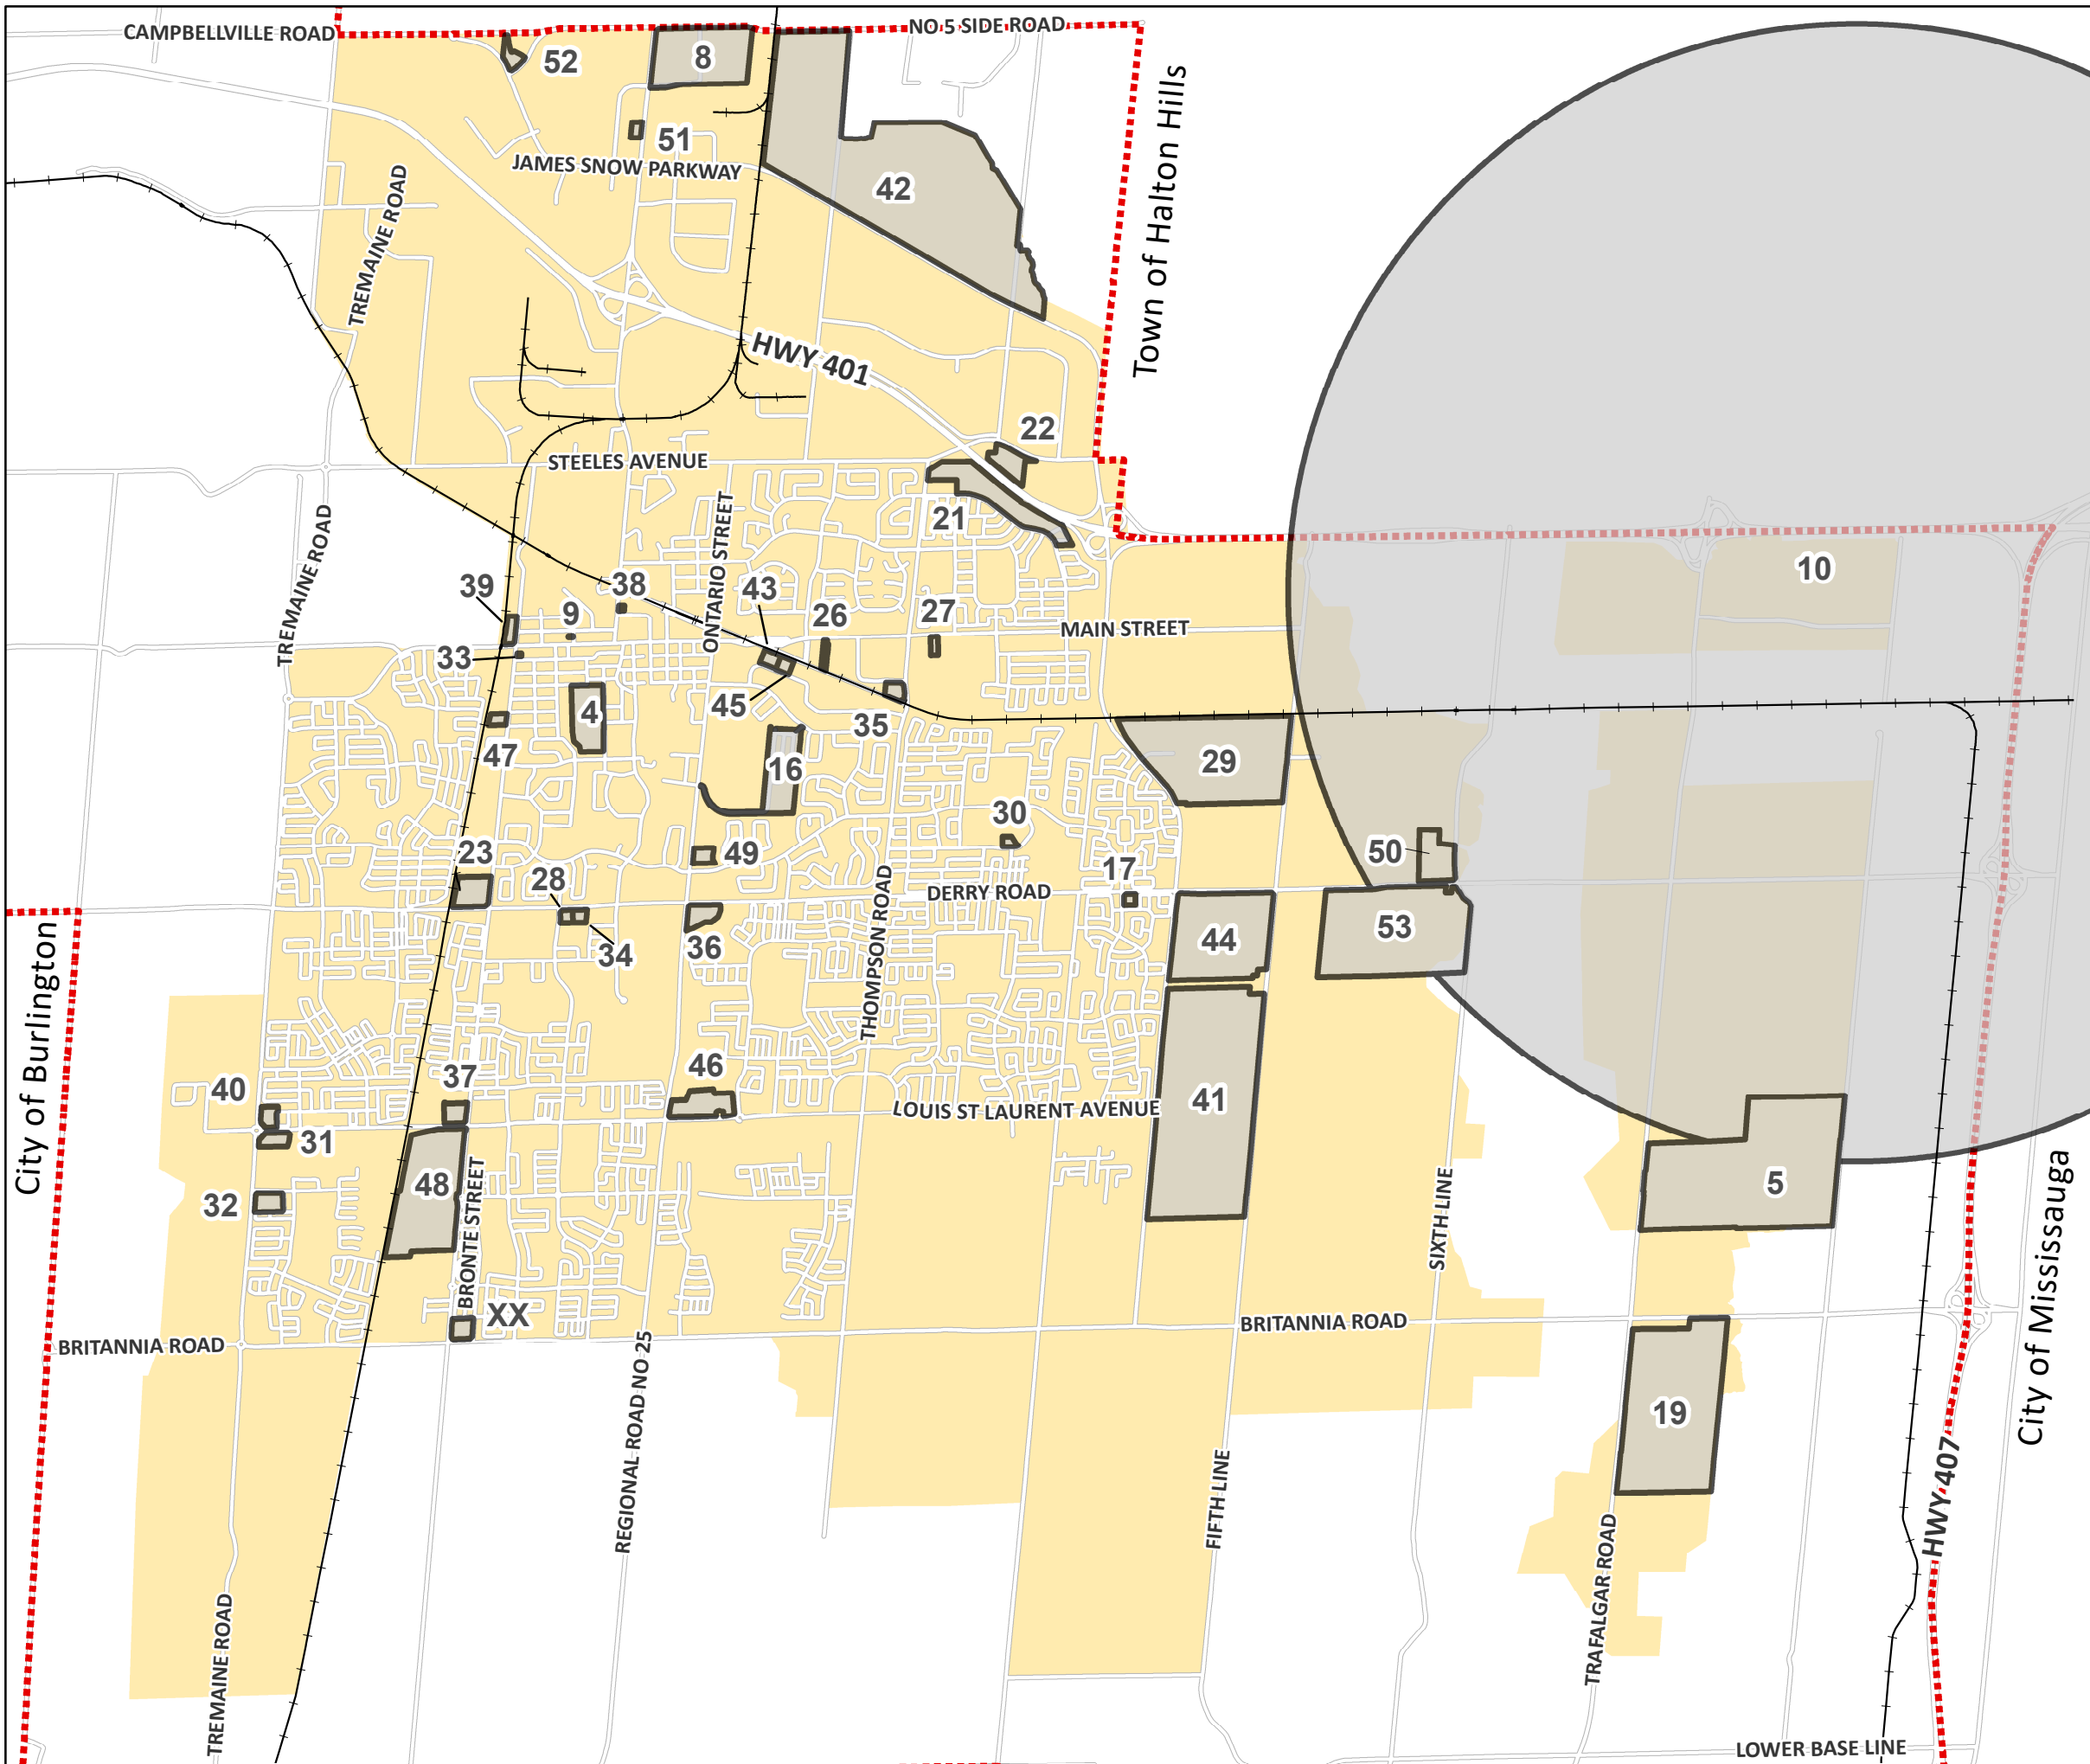 CAMPBELLVILLE ROAD
NO 5 SIDE ROAD
52
8
51
JAMES SNOW PARKWAY
42
Town of Halton Hills
TREMAINE ROAD
HWY 401
22
STEELES AVENUE
21
ONTARIO STREET
TREMAINE ROAD
10
39
38
43
9
26
27
MAIN STREET
33
4
45
35
47
16
29
30
49
50
23
28
17
DERRY ROAD
34
36
44
53
THOMPSON ROAD
City of Burlington
40
37
46
LOUIS ST LAURENT AVENUE
41
31
32
48
BRONTE STREET
SIXTH LINE
5
City of Mississauga
XX
BRITANNIA ROAD
BRITANNIA ROAD
REGIONAL ROAD NO 25
19
FIFTH LINE
HWY 407
TRAFALGAR ROAD
TREMAINE ROAD
LOWER BASE LINE